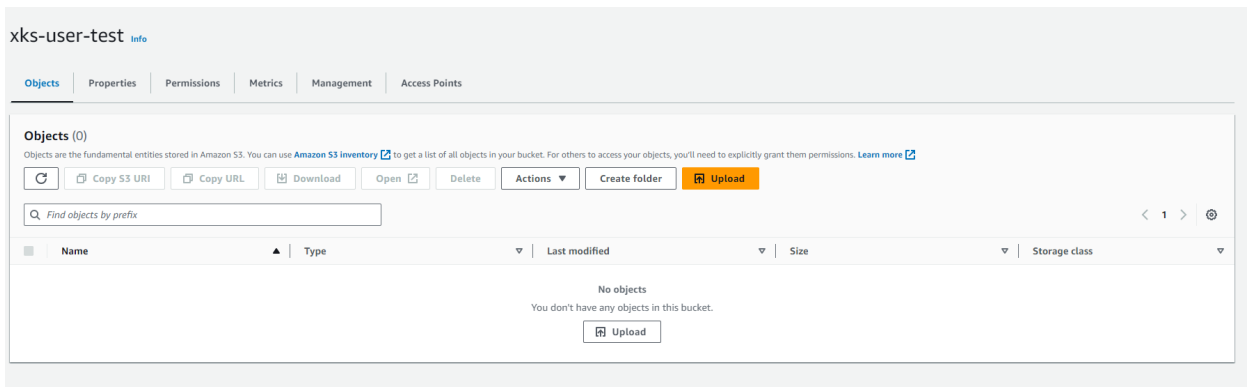 xks-user-test Info
Objects Properties Permissions Metrics Management Access Points
Objects (0)
Objects are the fundamental entities stored in Amazon S3. You can use Amazon S3 inventory to get a list of all objects in your bucket. For others to access your objects, you'll need to explicitly grant them permissions. Learn more
Copy S3 URI Copy URL Download Open Delete Actions Create folder Upload
Find objects by prefix 1
Name Type Last modified Size Storage class
No objects
You don't have any objects in this bucket.
Upload